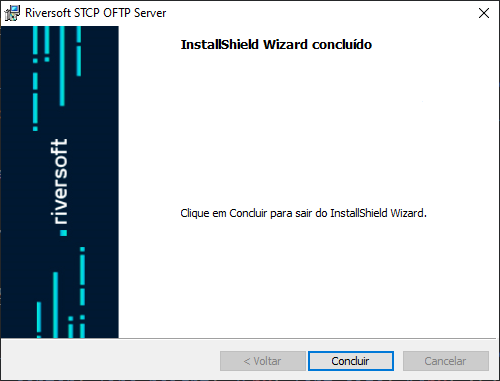 Riversoft STCP OFTP Server
InstallShield Wizard concluído
riversoft
Clique em Concluir para sair do InstallShield Wizard.
< Voltar
Concluir
Cancelar